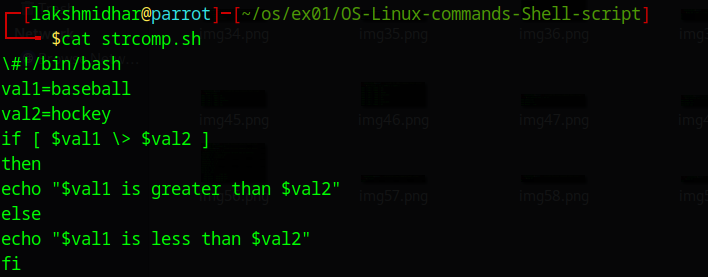 ┌─[lakshmidhar@parrot]─[~/os/ex01/OS-Linux-commands-Shell-script]
└──╼ $cat strcomp.sh
\#!/bin/bash
val1=baseball
val2=hockey
if [ $val1 \> $val2 ]
then
echo "$val1 is greater than $val2"
else
echo "$val1 is less than $val2"
fi
img34.png img35.png img36.png
img45.png img46.png img47.png
img57.png img58.png